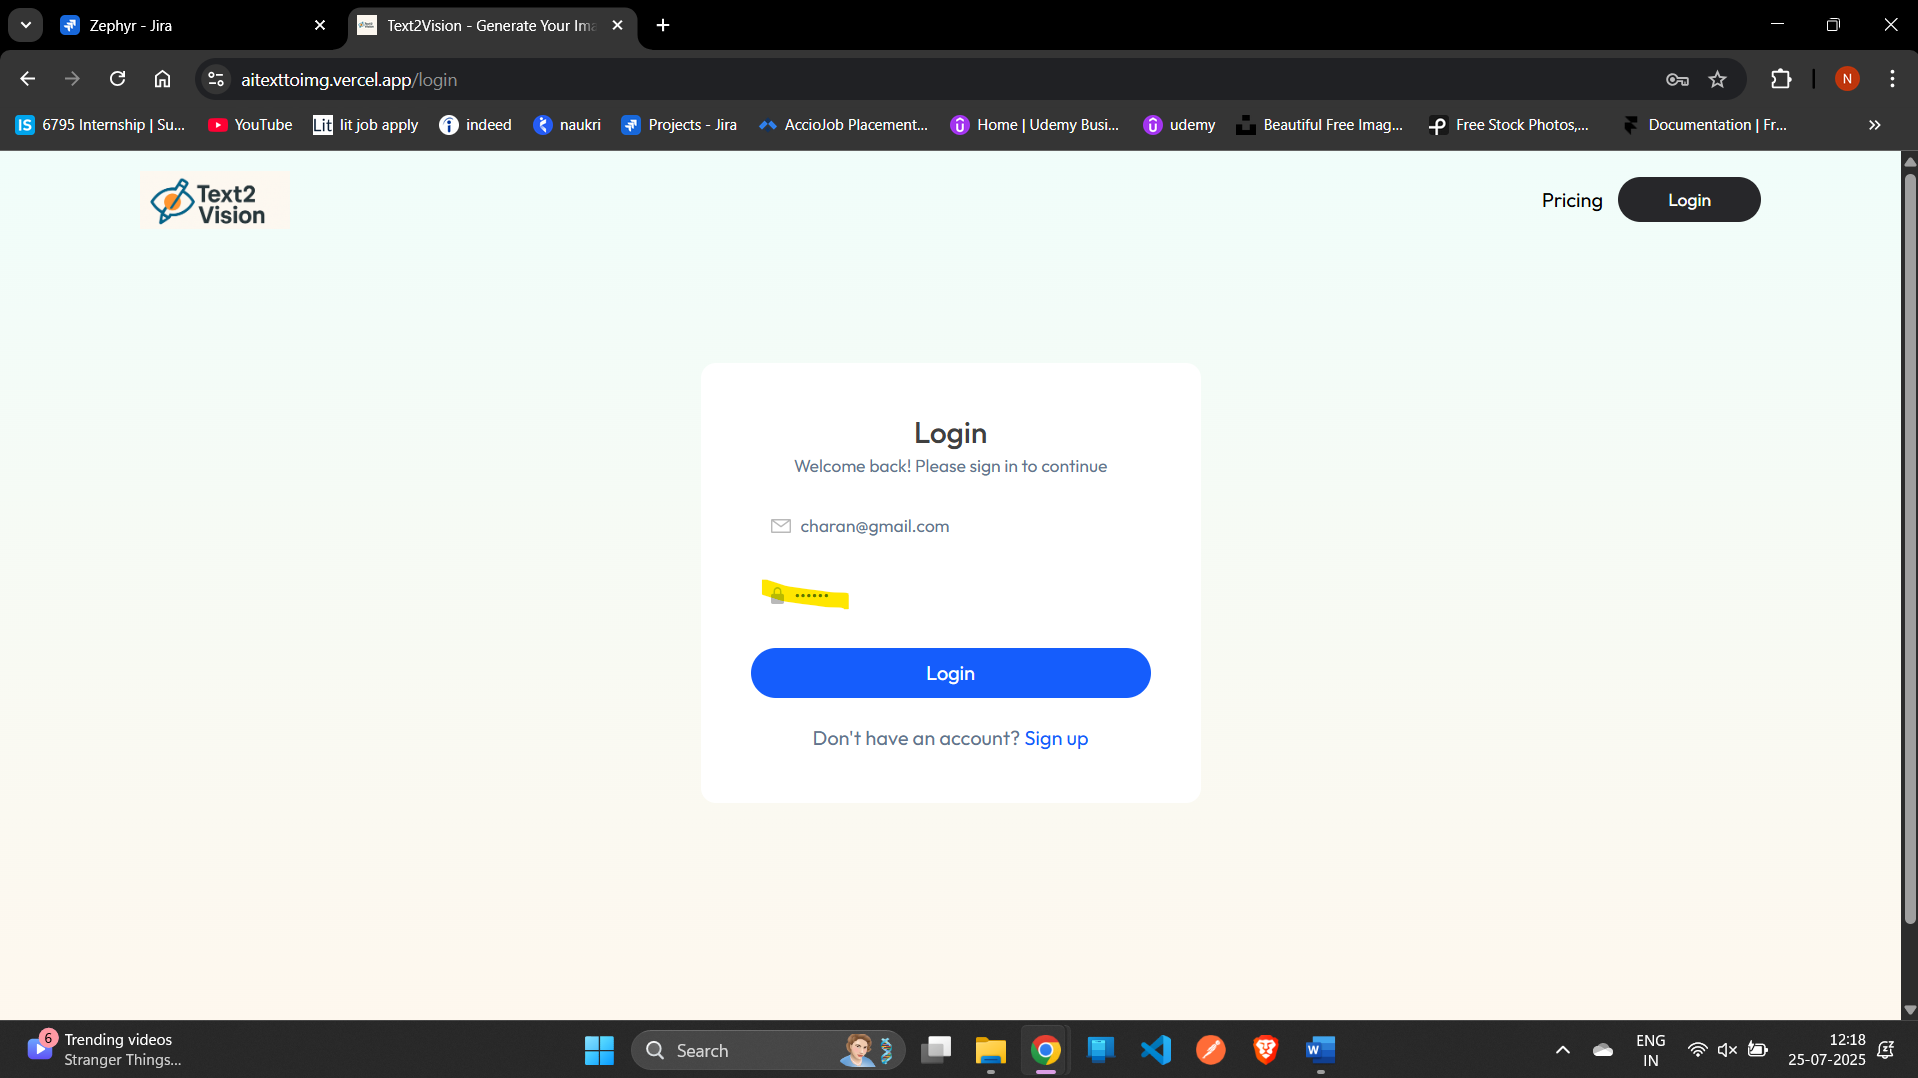 Zephyr - Jira
Text2Vision - Generate Your Ima
aitexttoimg.vercel.app/login
N
IS 6795 Internship | Su...
YouTube
Lit lit job apply
indeed
naukri
Projects - Jira
AccioJob Placement...
Home | Udemy Busi...
udemy
Beautiful Free Imag...
Free Stock Photos,...
Documentation | Fr...
Text2
Vision
Pricing
Login
Login
Welcome back! Please sign in to continue
charan@gmail.com
••••••
Login
Don't have an account? Sign up
6
Trending videos
Stranger Things...
Search
W
ENG
IN
12:18
25-07-2025